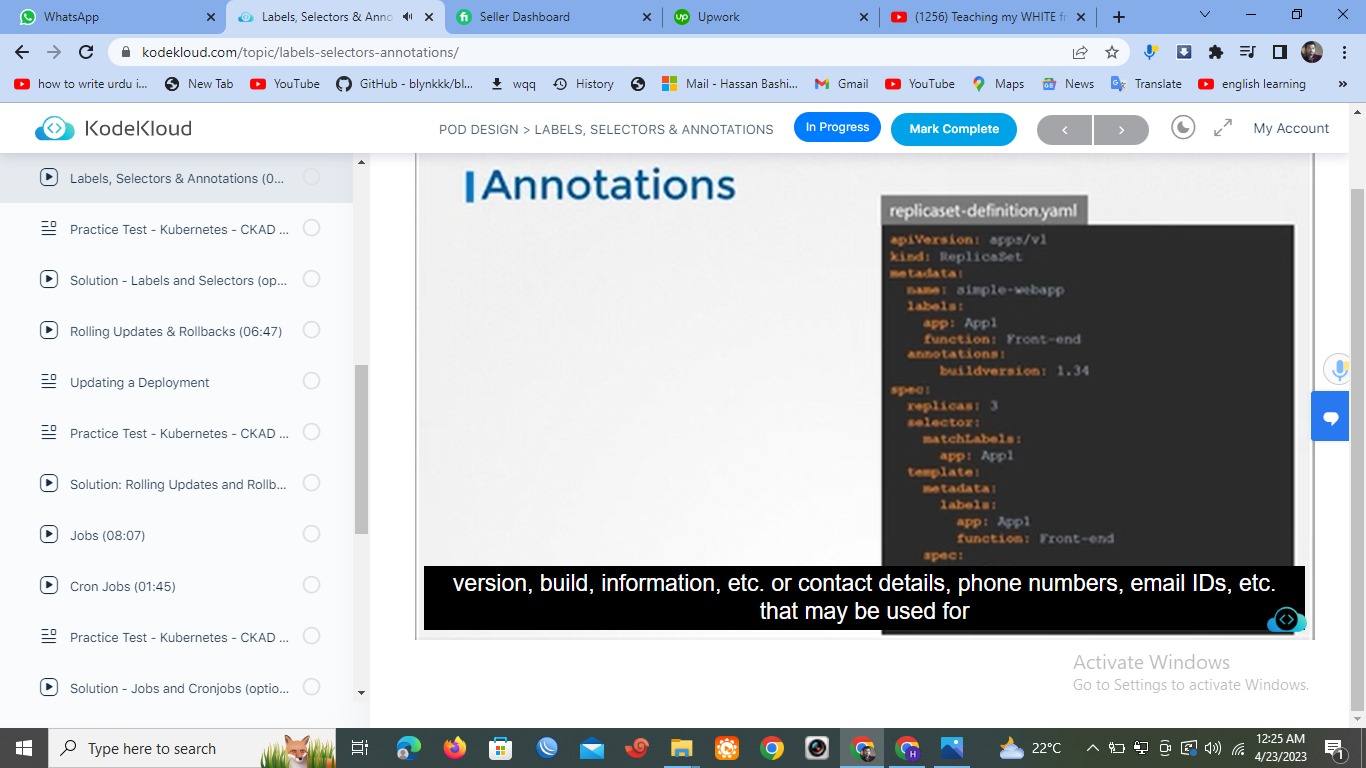 WhatsApp
Labels, Selectors & Anno
Seller Dashboard
Upwork
(1256) Teaching my WHITE fr
kodekloud.com/topic/labels-selectors-annotations/
how to write urdu i...
New Tab
YouTube
GitHub - blynkkk/bl...
wqq
History
Mail - Hassan Bashi...
Gmail
YouTube
Maps
News
Translate
english learning
»
KodeKloud
POD DESIGN > LABELS, SELECTORS & ANNOTATIONS
In Progress
Mark Complete
<
>
My Account
Labels, Selectors & Annotations (0...
Practice Test - Kubernetes - CKAD ...
Solution - Labels and Selectors (op...
Rolling Updates & Rollbacks (06:47)
Updating a Deployment
Practice Test - Kubernetes - CKAD ...
Solution: Rolling Updates and Rollb...
Jobs (08:07)
Cron Jobs (01:45)
Practice Test - Kubernetes - CKAD ...
Solution - Jobs and Cronjobs (optio...
Annotations
replicaset-definition.yaml
apiVersion: apps/v1
kind: ReplicaSet
metadata:
name: simple-webapp
labels:
app: App1
function: Front-end
annotations:
buildversion: 1.34
spec:
replicas: 3
selector:
matchLabels:
app: App1
template:
metadata:
labels:
app: App1
function: Front-end
spec:
version, build, information, etc. or contact details, phone numbers, email IDs, etc.
that may be used for
Activate Windows
Go to Settings to activate Windows.
Type here to search
22°C
12:25 AM
4/23/2023
1